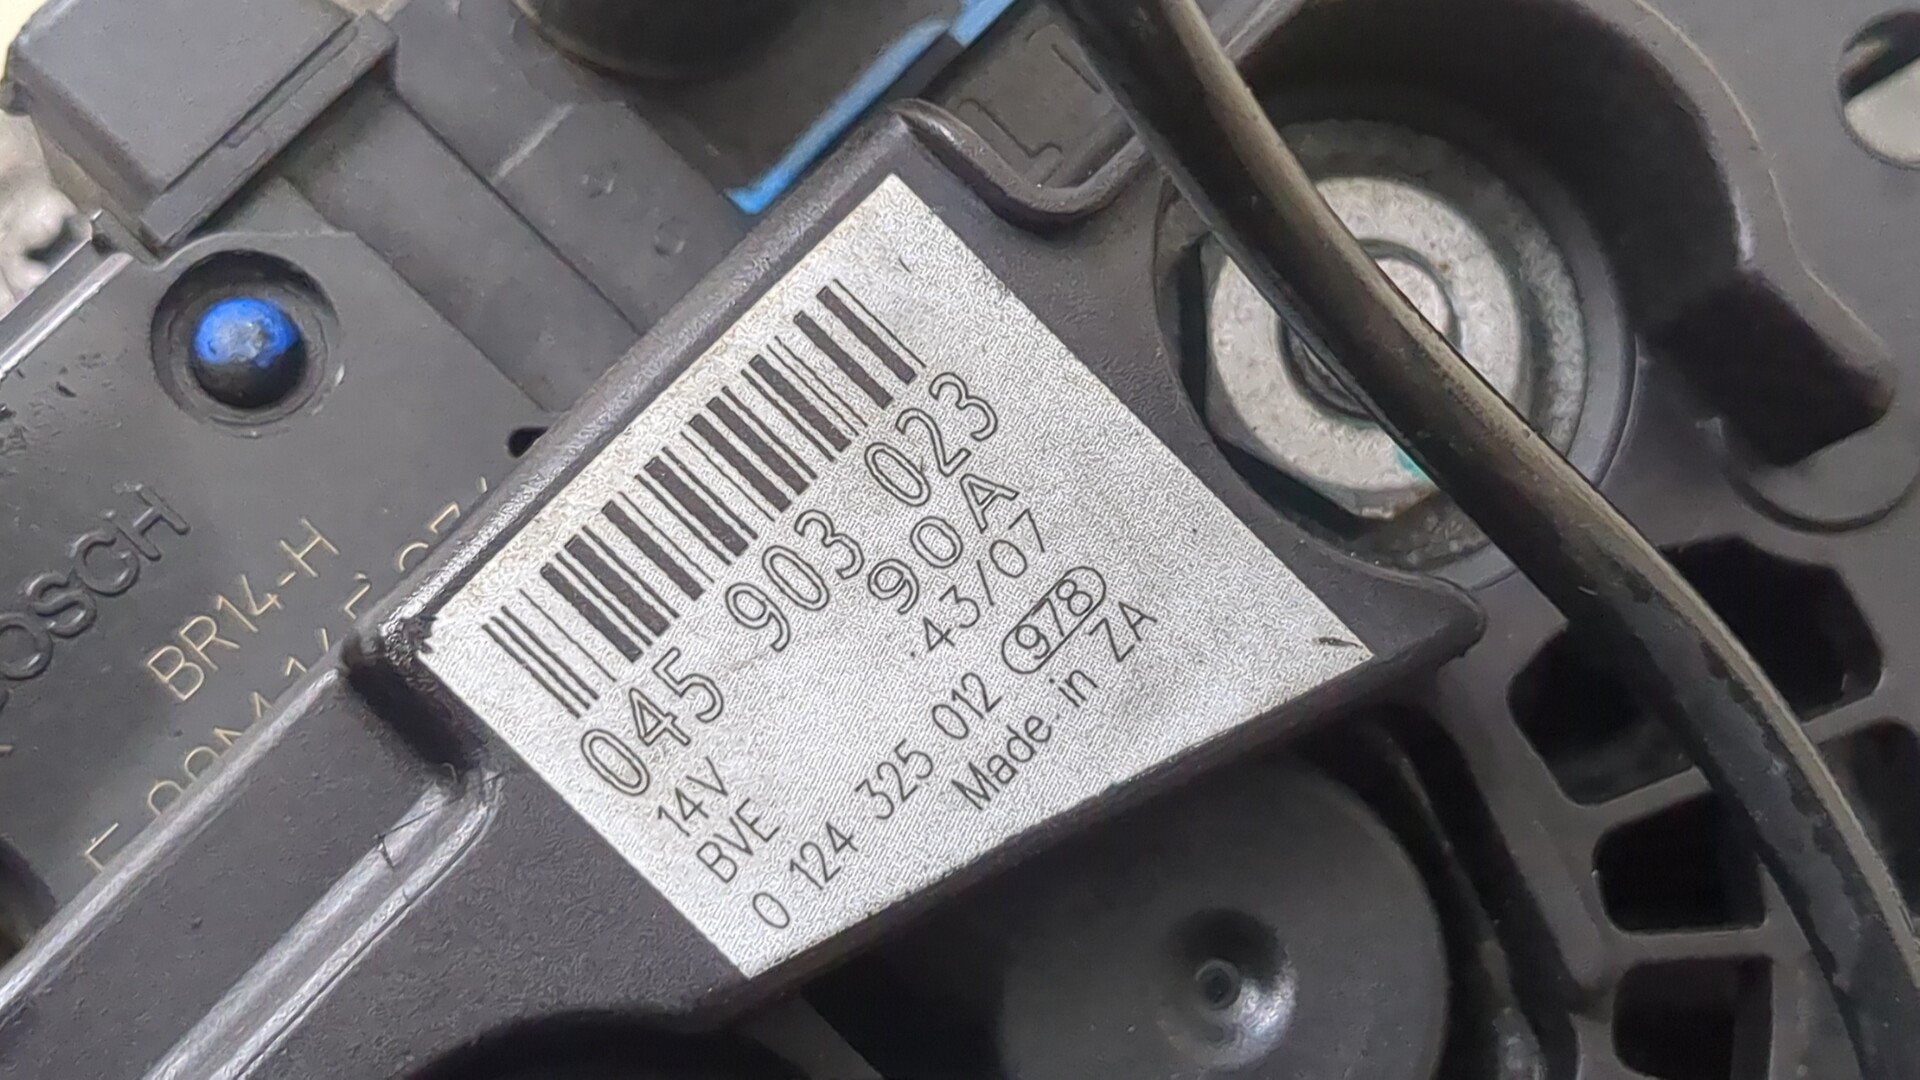 BOSCH
BR14-H
045 903 023
14V 90A
BVE 43/07
0 124 325 012 978
Made in ZA